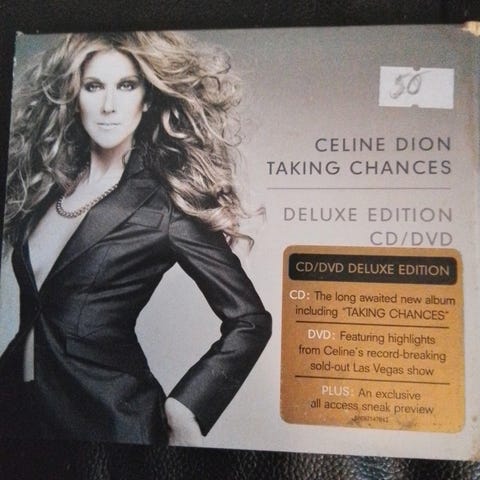 50
CELINE DION
TAKING CHANCES
DELUXE EDITION
CD/DVD
CD/DVD DELUXE EDITION
CD: The long awaited new album
including "TAKING CHANCES"
DVD: Featuring highlights
from Celine's record-breaking
sold-out Las Vegas show
PLUS: An exclusive
all access sneak preview